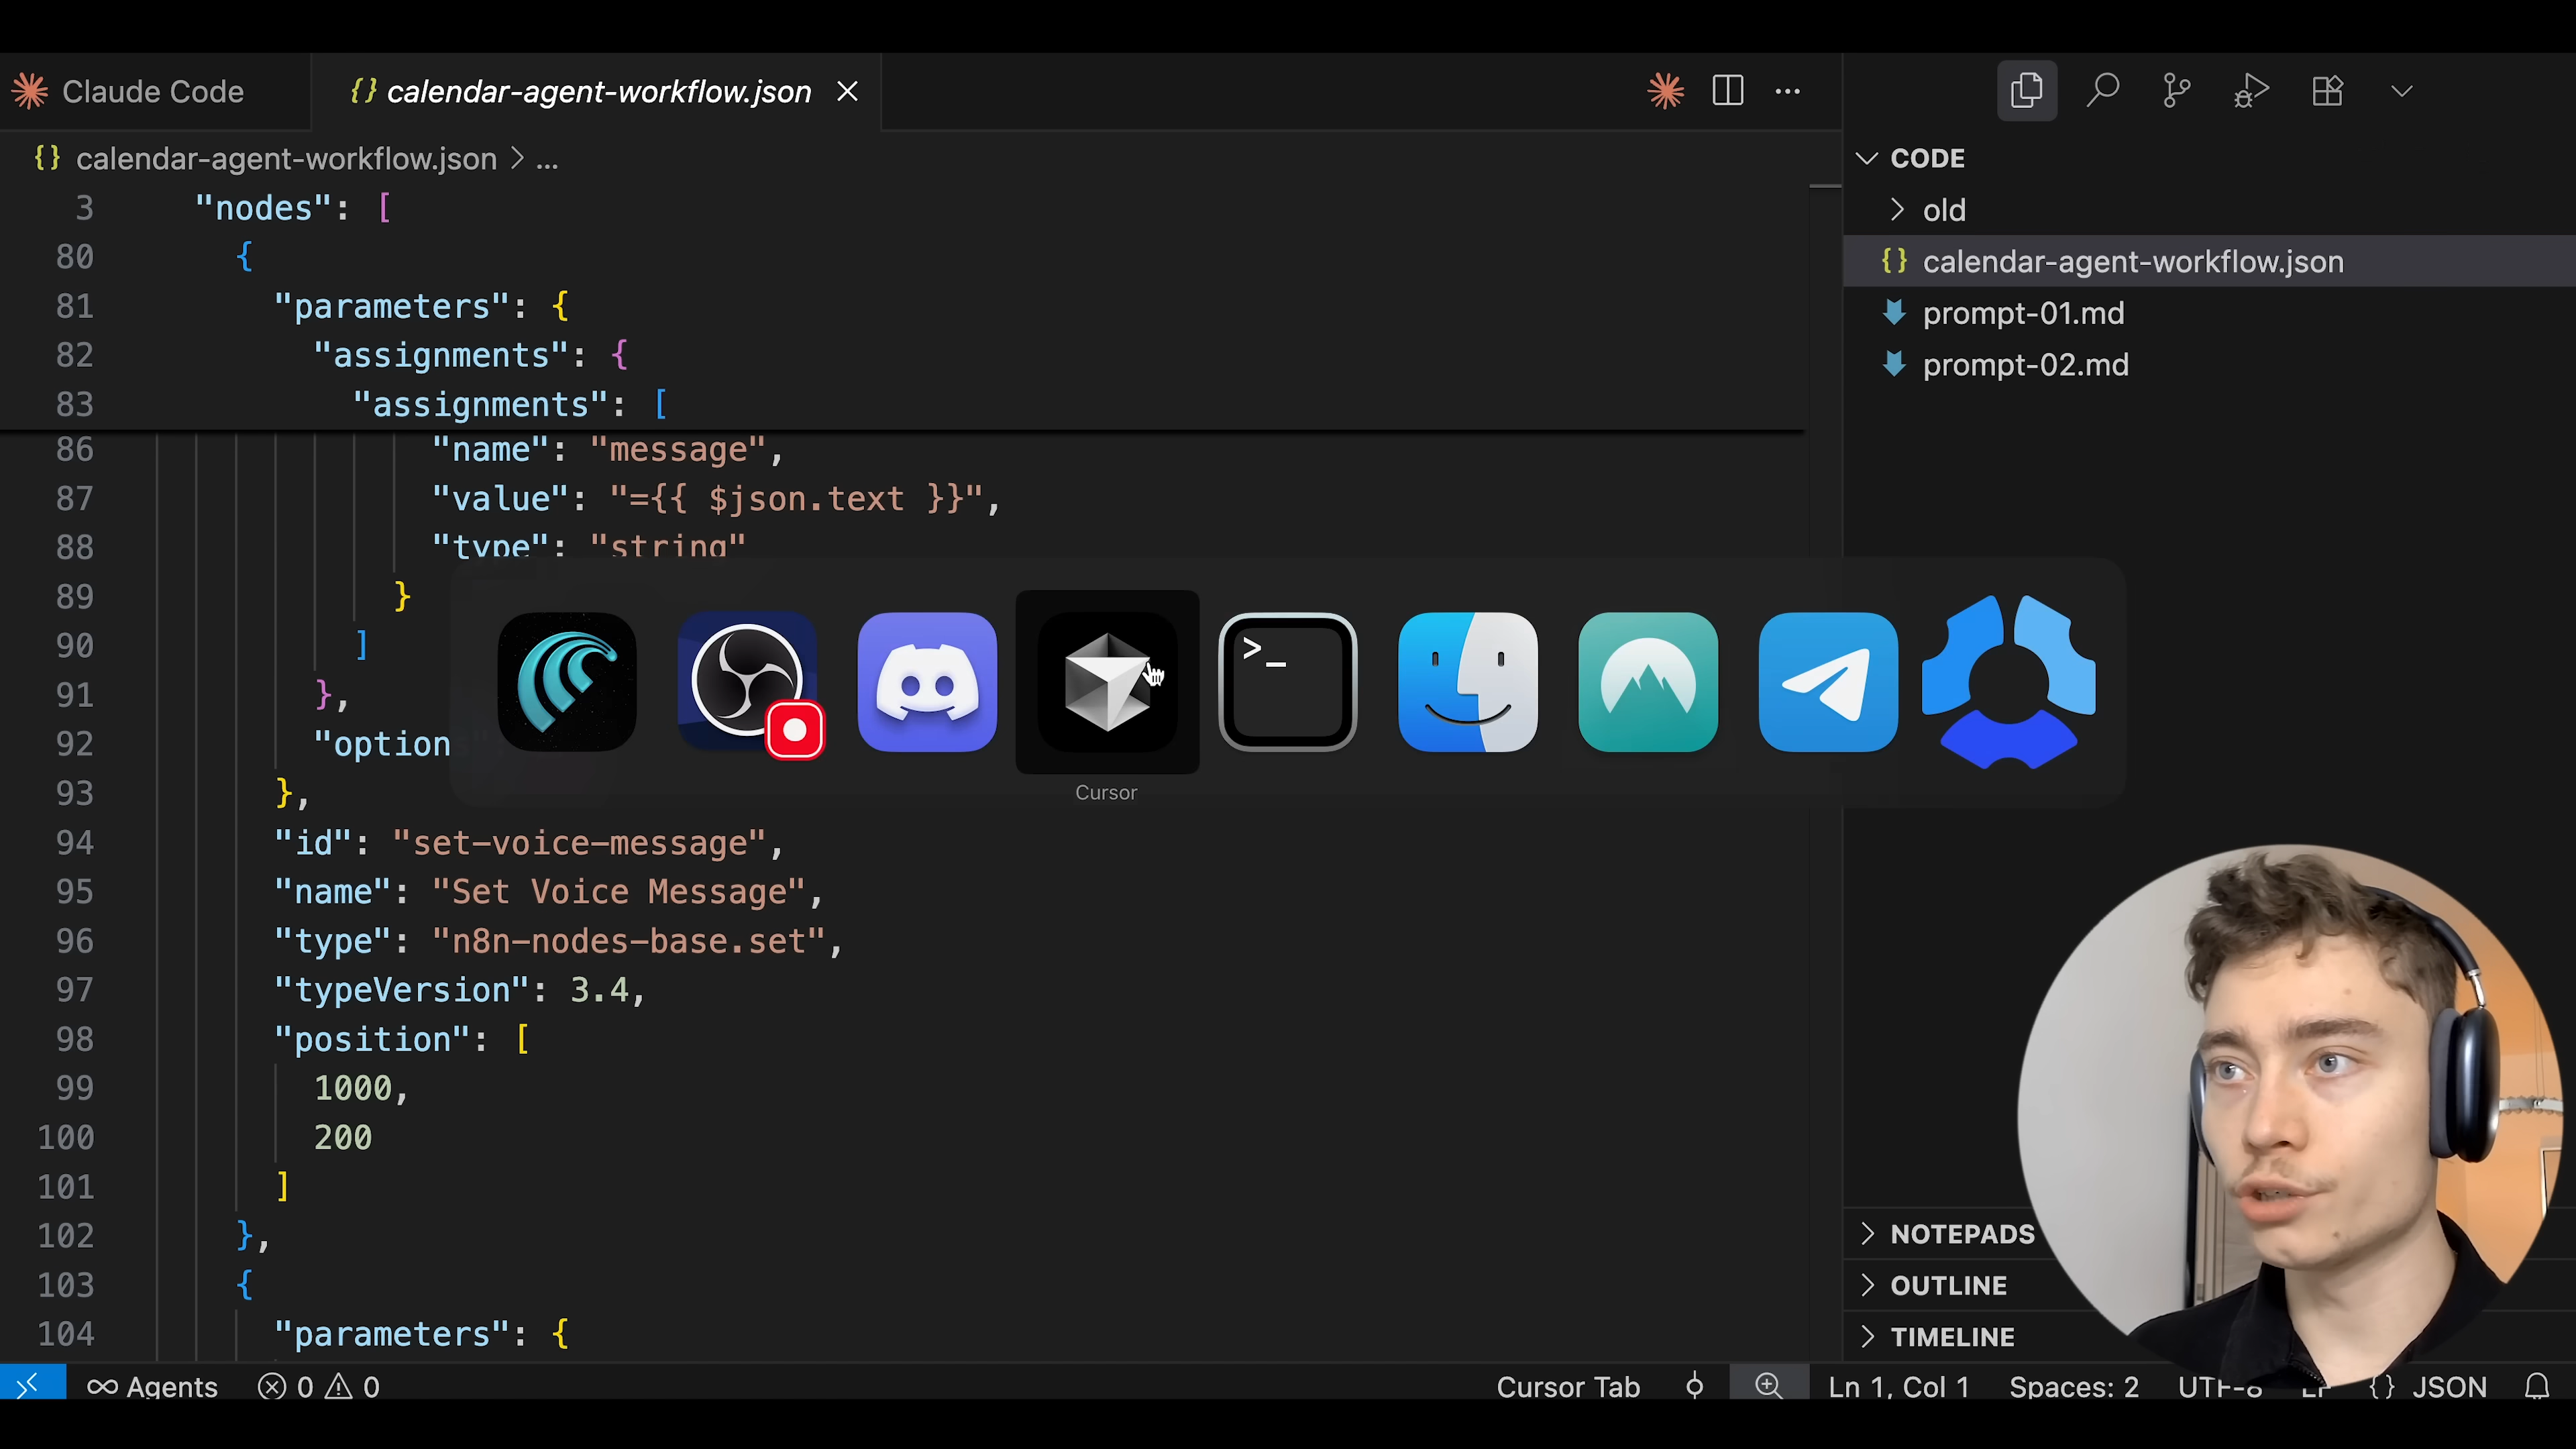 Claude Code
{} calendar-agent-workflow.json
{} calendar-agent-workflow.json > ...
3 "nodes": [
80 {
81 "parameters": {
82 "assignments": {
83 "assignments": [
86 "name": "message",
87 "value": "={{ $json.text }}",
88 "type": "string"
89 }
90 ]
91 },
92 "option
93 },
94 "id": "set-voice-message",
95 "name": "Set Voice Message",
96 "type": "n8n-nodes-base.set",
97 "typeVersion": 3.4,
98 "position": [
99 1000,
100 200
101 ]
102 },
103 {
104 "parameters": {
>_
Cursor
CODE
old
{} calendar-agent-workflow.json
prompt-01.md
prompt-02.md
NOTEPADS
OUTLINE
TIMELINE
Agents 0 0
Cursor Tab
Ln 1, Col 1
Spaces: 2
UTF-8
LF
{} JSON